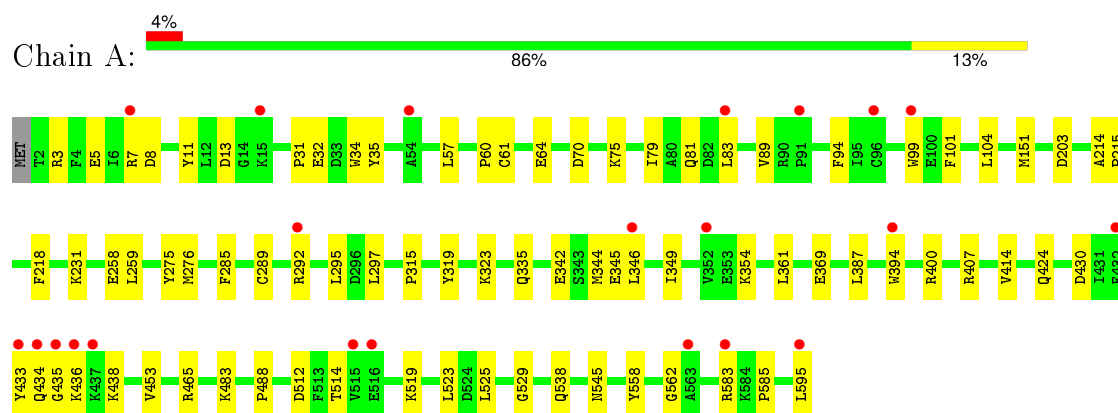 4%
Chain A:
86% 13%
MET T2 R3 F4 E5 I6 R7 D8 Y11 L12 D13 G14 K15 P31 E32 D33 W34 Y35 A54 L57 P60 C61 E64 D70 K75 I79 A80 Q81 D82 L83 V89 R90 P91 F94 I95 C96 W99 E100 F101 L104 M151 D203 A214 P215
F218 K231 E258 L259 Y275 M276 F285 C289 R292 L295 D296 L297 P315 Y319 K323 Q335 E342 S343 M344 E345 L346 I349 V352 E353 K354 L361 E369 L387 W394 R400 R407 V414 Q424 D430 I431
Y433 Q434 G435 K436 K437 K438 V453 R465 K483 P488 D512 F513 T514 V515 E516 K519 L523 D524 L525 G529 Q538 N545 Y558 G562 A563 R583 K584 P585 L595